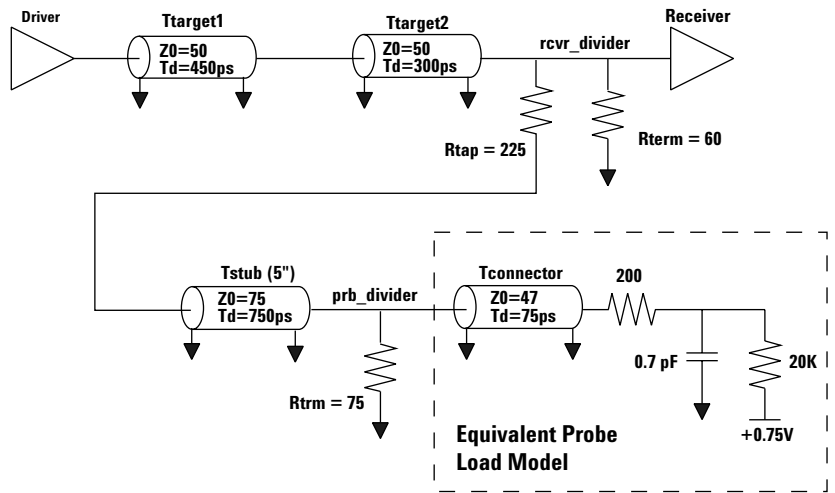 Driver
Ttarget1
Z0=50
Td=450ps
Ttarget2
Z0=50
Td=300ps
rcvr_divider
Receiver
Rtap = 225
Rterm = 60
Tstub (5")
Z0=75
Td=750ps
prb_divider
Rtrm = 75
Tconnector
Z0=47
Td=75ps
200
0.7 pF
20K
+0.75V
Equivalent Probe
Load Model